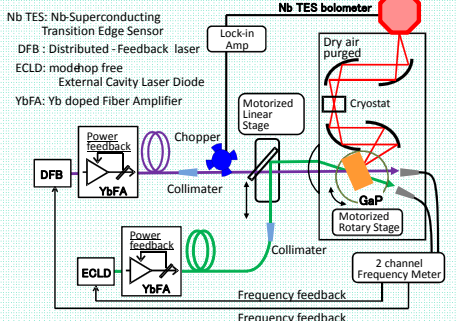 Nb TES bolometer
Nb TES: Nb-Superconducting
Transition Edge Sensor
DFB : Distributed - Feedback laser
ECLD: modehop free
External Cavity Laser Diode
YbFA: Yb doped Fiber Amplifier
Lock-in
Amp
Dry air
purged
Cryostat
Motorized
Linear
Stage
Power
feedback
Chopper
DFB
YbFA
Collimater
GaP
Motorized
Rotary Stage
Power
feedback
Collimater
ECLD
YbFA
2 channel
Frequency Meter
Frequency feedback
Frequency feedback